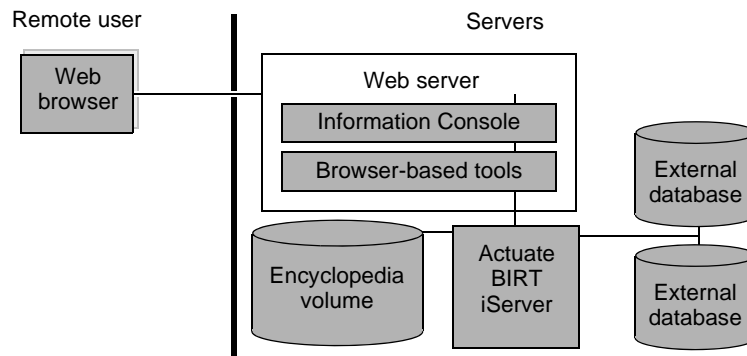 Remote user
Servers
Web
browser
Web server
Information Console
Browser-based tools
External
database
Encyclopedia
volume
Actuate
BIRT
iServer
External
database